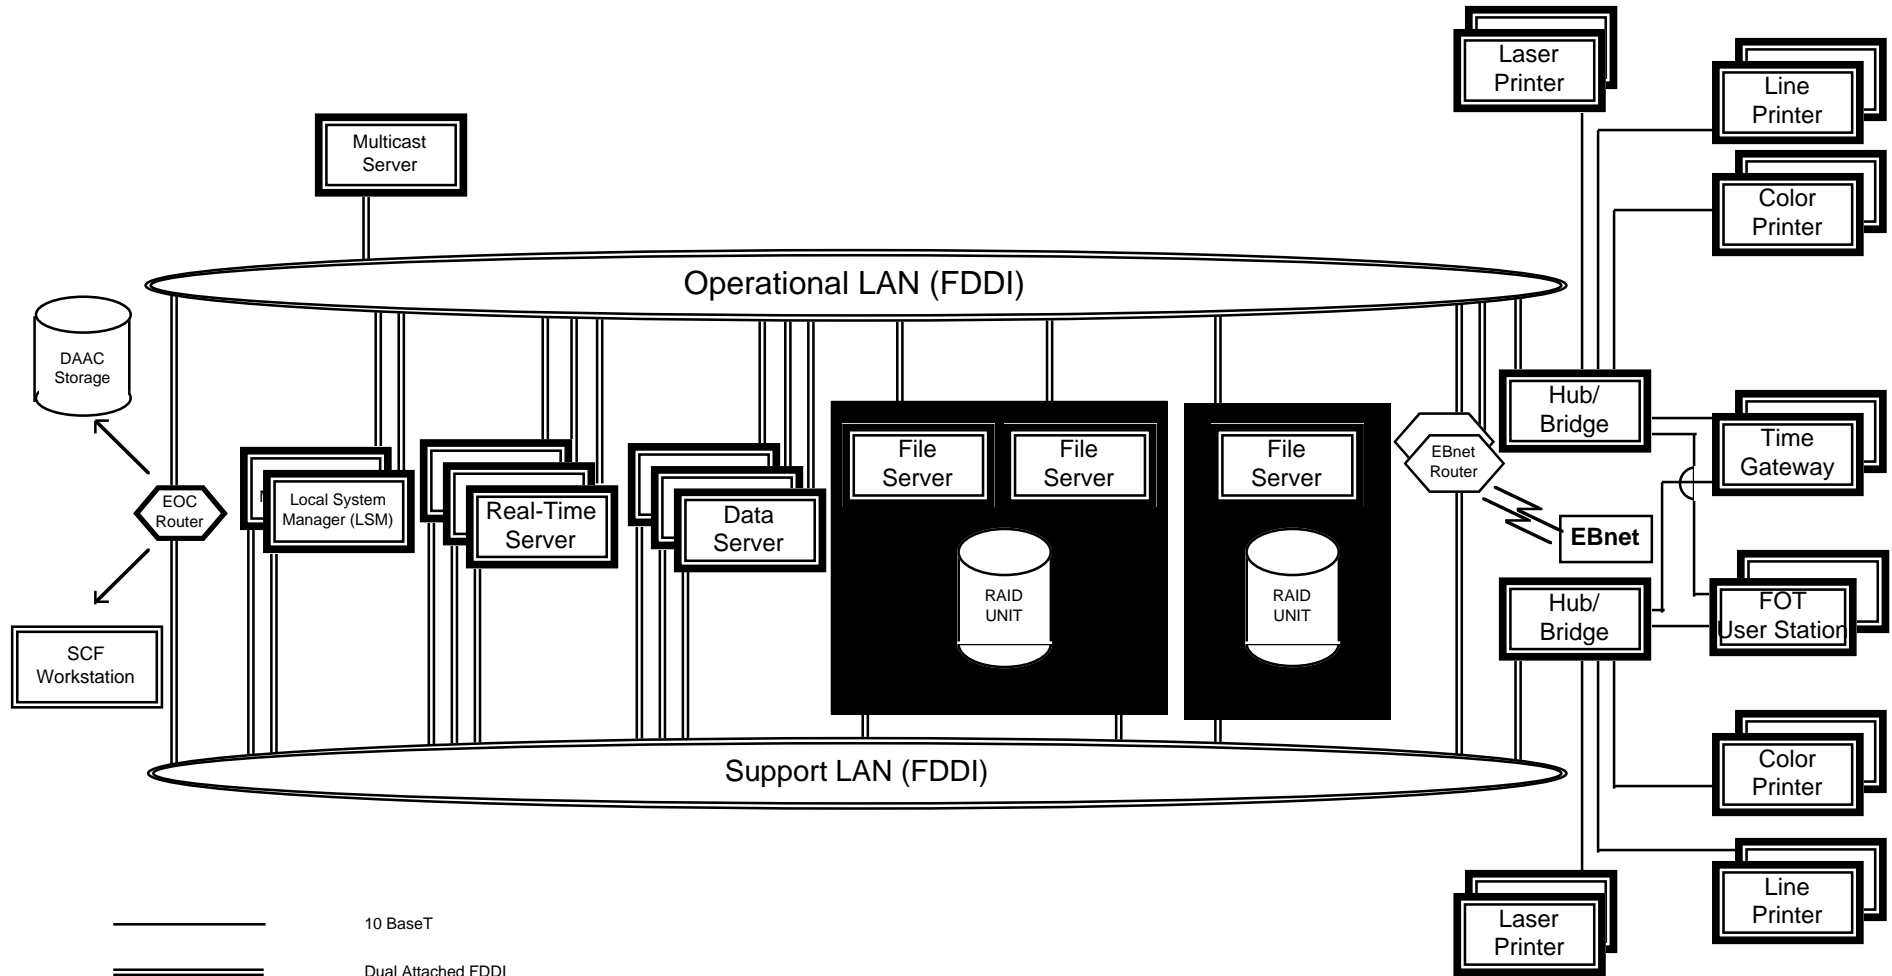 Laser
Printer
Line
Printer
Multicast
Server
Color
Printer
Operational LAN (FDDI)
DAAC
Storage
Hub/
Bridge
Time
Gateway
File
Server
File
Server
File
Server
EBnet
Router
EOC
Router
Local System
Manager (LSM)
Real-Time
Server
Data
Server
EBnet
RAID
UNIT
RAID
UNIT
Hub/
Bridge
FOT
User Station
SCF
Workstation
Support LAN (FDDI)
Color
Printer
Line
Printer
Laser
Printer
10 BaseT
Dual Attached FDDI